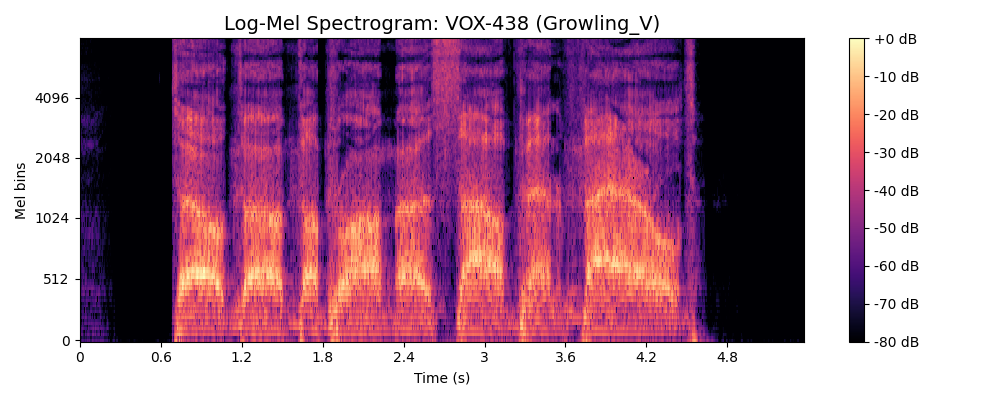 Log-Mel Spectrogram: VOX-438 (Growling_V)
Mel bins
4096
2048
1024
512
0
0 0.6 1.2 1.8 2.4 3 3.6 4.2 4.8
Time (s)
+0 dB
-10 dB
-20 dB
-30 dB
-40 dB
-50 dB
-60 dB
-70 dB
-80 dB